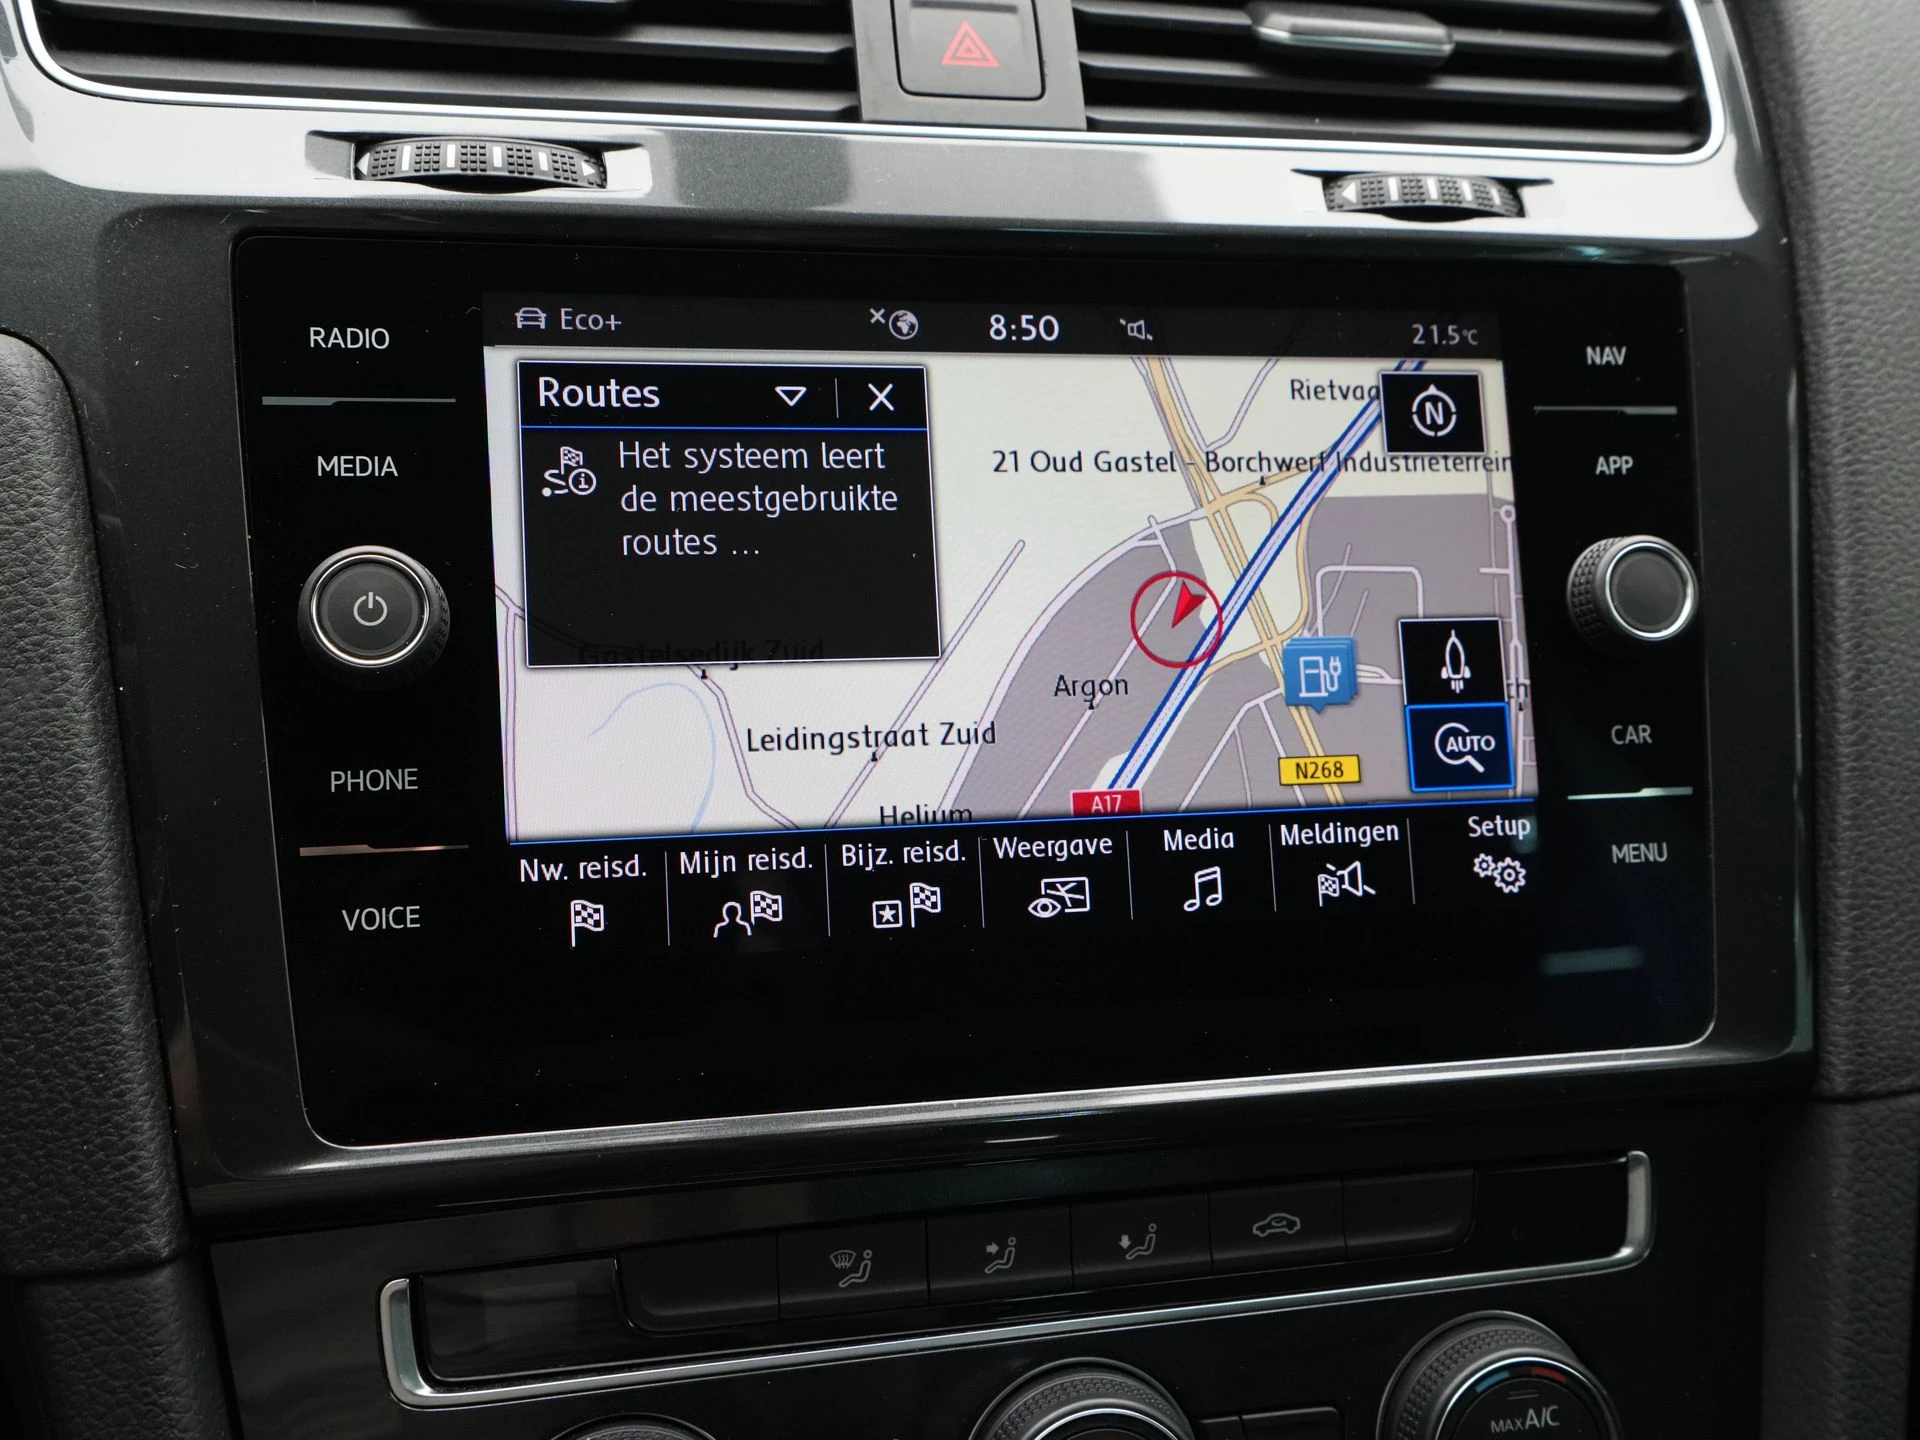 RADIO
MEDIA
PHONE
VOICE
Eco+
8:50
21.5°C
Routes
Het systeem leert
de meestgebruikte
routes ...
Rietvaa
N
21 Oud Gastel - Borchwerf Industrieterrein
Gastelsedijk Zuid
Argon
Leidingstraat Zuid
Helium
A17
N268
AUTO
Nw. reisd.
Mijn reisd.
Bijz. reisd.
Weergave
Media
Meldingen
Setup
NAV
APP
CAR
MENU
MAX A/C